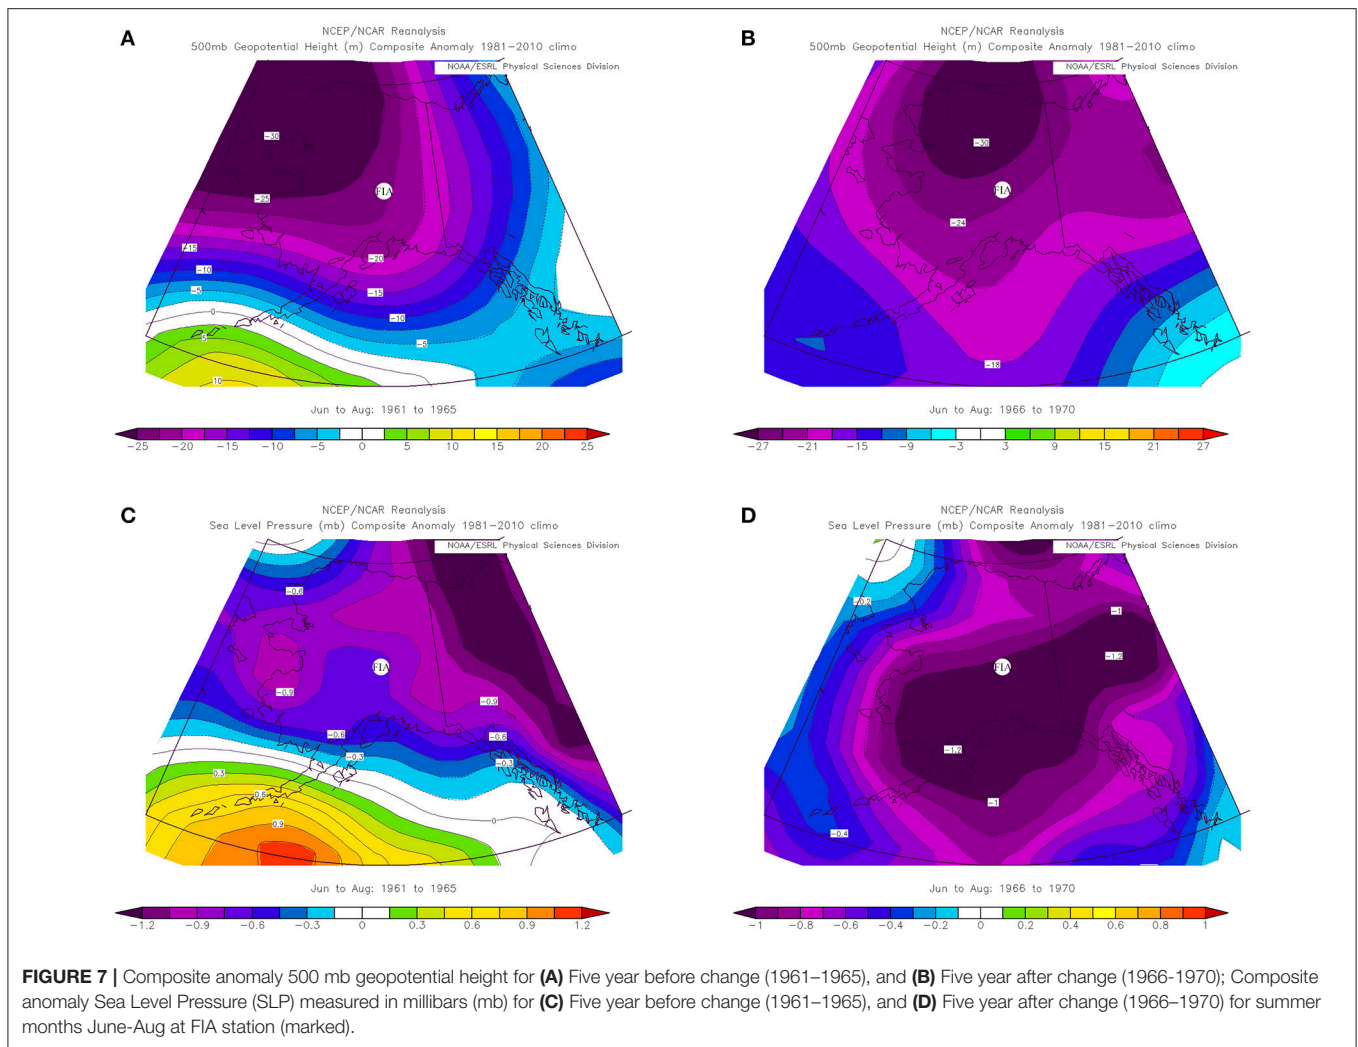 A
NCEP/NCAR Reanalysis
500mb Geopotential Height (m) Composite Anomaly 1981−2010 climo
NOAA/ESRL Physical Sciences Division
−30
FIA
−25
−15
−20
−10
−15
−5
−10
0
−5
5
10
Jun to Aug: 1961 to 1965
−25 −20 −15 −10 −5 0 5 10 15 20 25
B
NCEP/NCAR Reanalysis
500mb Geopotential Height (m) Composite Anomaly 1981−2010 climo
NOAA/ESRL Physical Sciences Division
−30
FIA
−24
−18
Jun to Aug: 1966 to 1970
−27 −21 −15 −9 −3 3 9 15 21 27
C
NCEP/NCAR Reanalysis
Sea Level Pressure (mb) Composite Anomaly 1981−2010 climo
NOAA/ESRL Physical Sciences Division
−0.6
FIA
−0.9
−0.9
−0.6
−0.6
−0.3
−0.3
0.3
0.6
0
0.9
Jun to Aug: 1961 to 1965
−1.2 −0.9 −0.6 −0.3 0 0.3 0.6 0.9 1.2
D
NCEP/NCAR Reanalysis
Sea Level Pressure (mb) Composite Anomaly 1981−2010 climo
NOAA/ESRL Physical Sciences Division
−0.2
−1
−1.2
FIA
−1.2
−1
−0.4
Jun to Aug: 1966 to 1970
−1 −0.8 −0.6 −0.4 −0.2 0 0.2 0.4 0.6 0.8 1
FIGURE 7 | Composite anomaly 500 mb geopotential height for (A) Five year before change (1961–1965), and (B) Five year after change (1966-1970); Composite
anomaly Sea Level Pressure (SLP) measured in millibars (mb) for (C) Five year before change (1961–1965), and (D) Five year after change (1966–1970) for summer
months June-Aug at FIA station (marked).